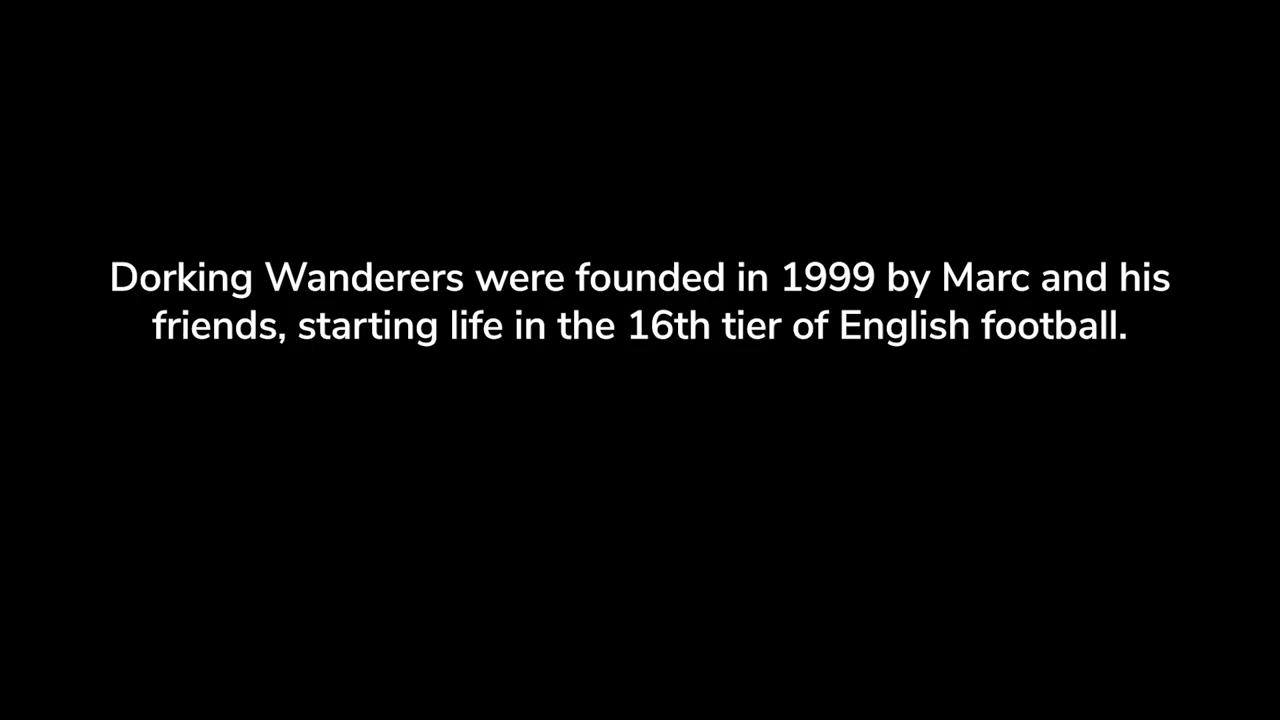 Dorking Wanderers were founded in 1999 by Marc and his
friends, starting life in the 16th tier of English football.